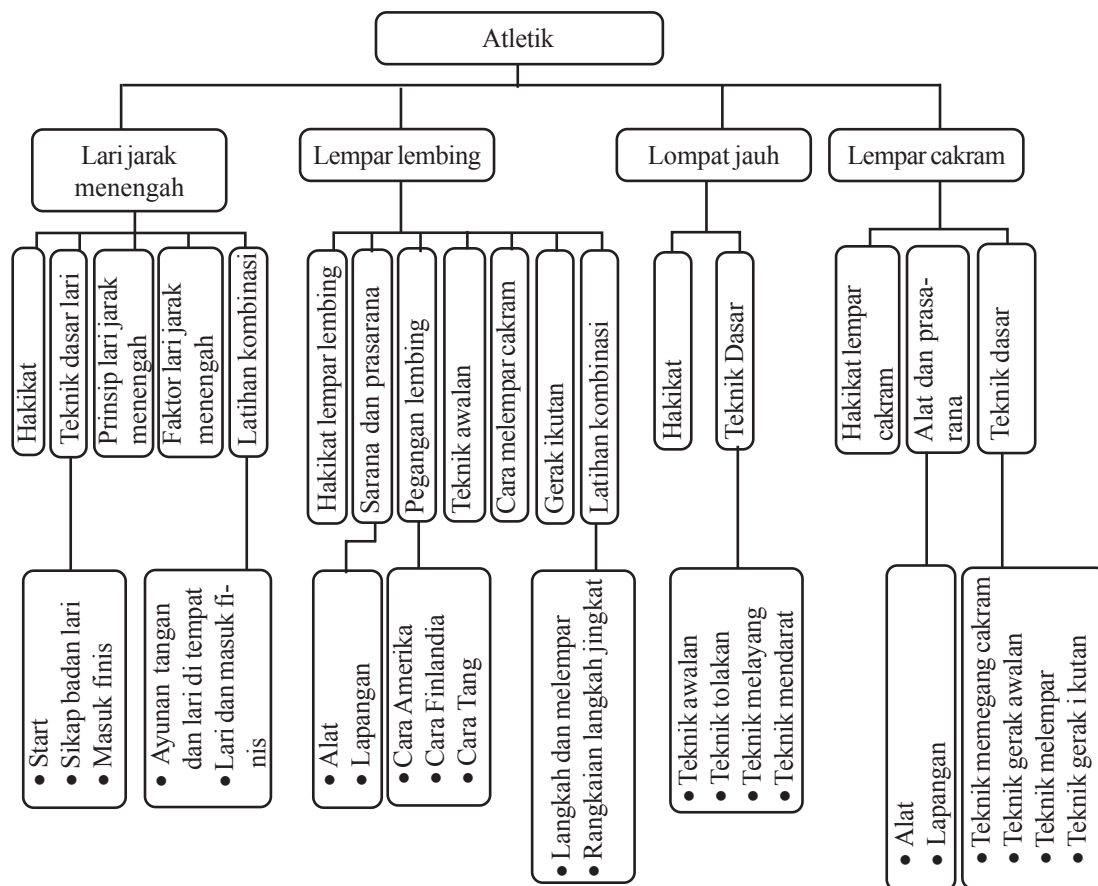 Atletik
Lari jarak
menengah
Lempar lembing
Lompat jauh
Lempar cakram
Hakikat
Teknik dasar lari
Prinsip lari jarak
menengah
Faktor lari jarak
menengah
Latihan kombinasi
Hakikat lempar lembing
Sarana dan prasarana
Pegangan lembing
Teknik awalan
Cara melempar cakram
Gerak ikutan
Latihan kombinasi
Hakikat
Teknik Dasar
Hakikat lempar
cakram
Alat dan prasa-
rana
Teknik dasar
• Start
• Sikap badan lari
• Masuk finis
• Ayunan tangan
dan lari di tempat
• Lari dan masuk fi-
nis
• Alat
• Lapangan
• Cara Amerika
• Cara Finlandia
• Cara Tang
• Langkah dan melempar
• Rangkaian langkah jingkat
• Teknik awalan
• Teknik tolakan
• Teknik melayang
• Teknik mendarat
• Alat
• Lapangan
• Teknik memegang cakram
• Teknik gerak awalan
• Teknik melempar
• Teknik gerak i kutan